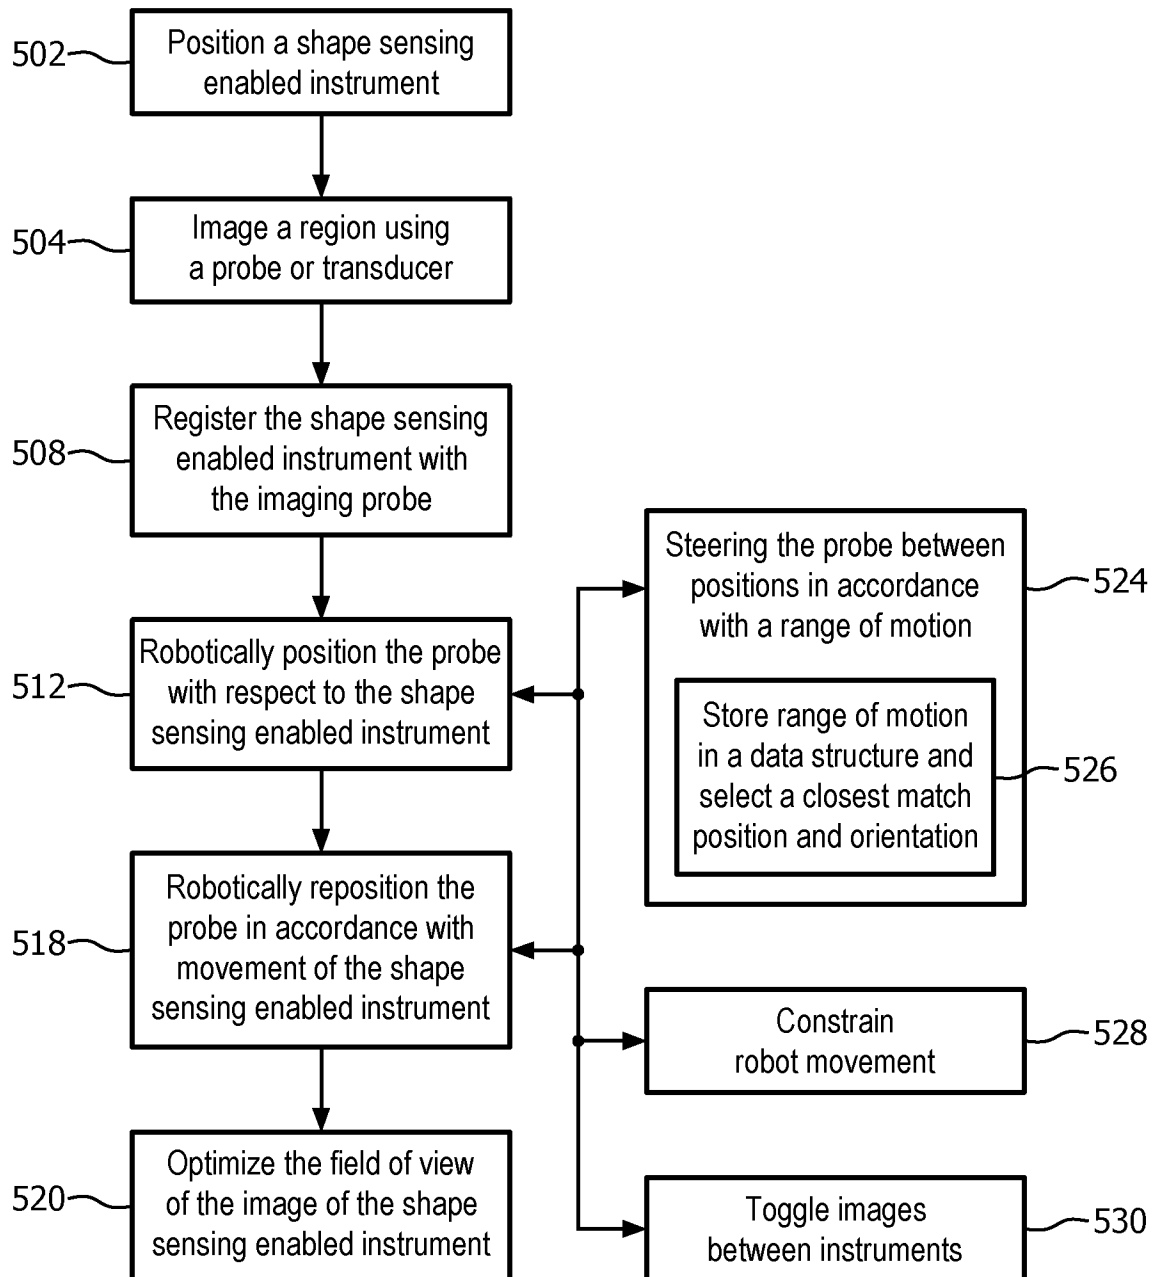 502
Position a shape sensing
enabled instrument
504
Image a region using
a probe or transducer
508
Register the shape sensing
enabled instrument with
the imaging probe
512
Robotically position the probe
with respect to the shape
sensing enabled instrument
518
Robotically reposition the
probe in accordance with
movement of the shape
sensing enabled instrument
520
Optimize the field of view
of the image of the shape
sensing enabled instrument
Steering the probe between
positions in accordance
with a range of motion
524
Store range of motion
in a data structure and
select a closest match
position and orientation
526
Constrain
robot movement
528
Toggle images
between instruments
530